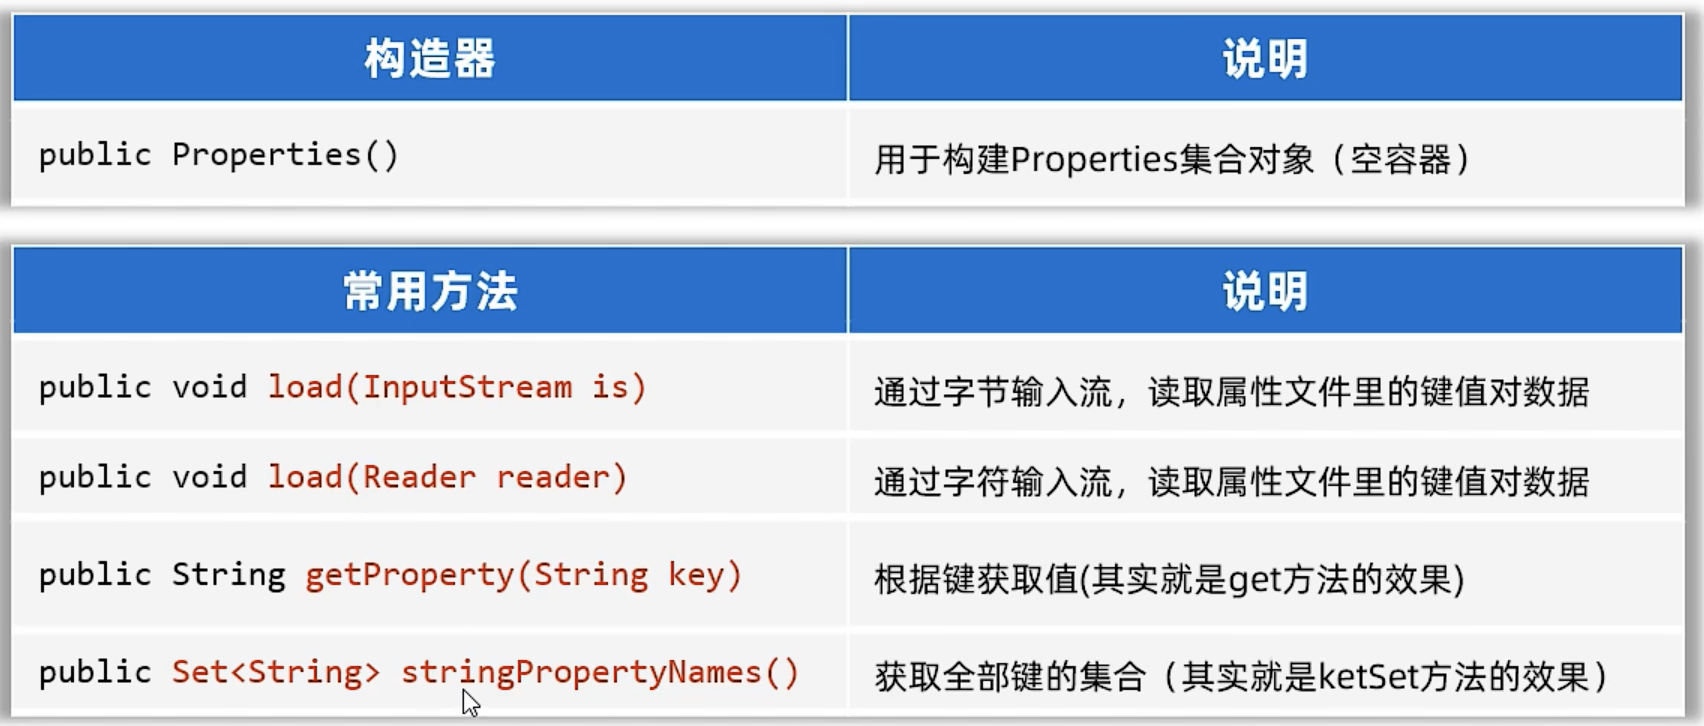 构造器 说明
public Properties() 用于构建Properties集合对象（空容器）
常用方法 说明
public void load(InputStream is) 通过字节输入流，读取属性文件里的键值对数据
public void load(Reader reader) 通过字符输入流，读取属性文件里的键值对数据
public String getProperty(String key) 根据键获取值(其实就是get方法的效果)
public Set<String> stringPropertyNames() 获取全部键的集合（其实就是ketSet方法的效果）